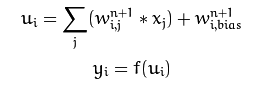 u_i = \sum_j (w_{i,j}^{n+1} * x_j) + w_{i,bias}^{n+1}
y_i = f(u_i)